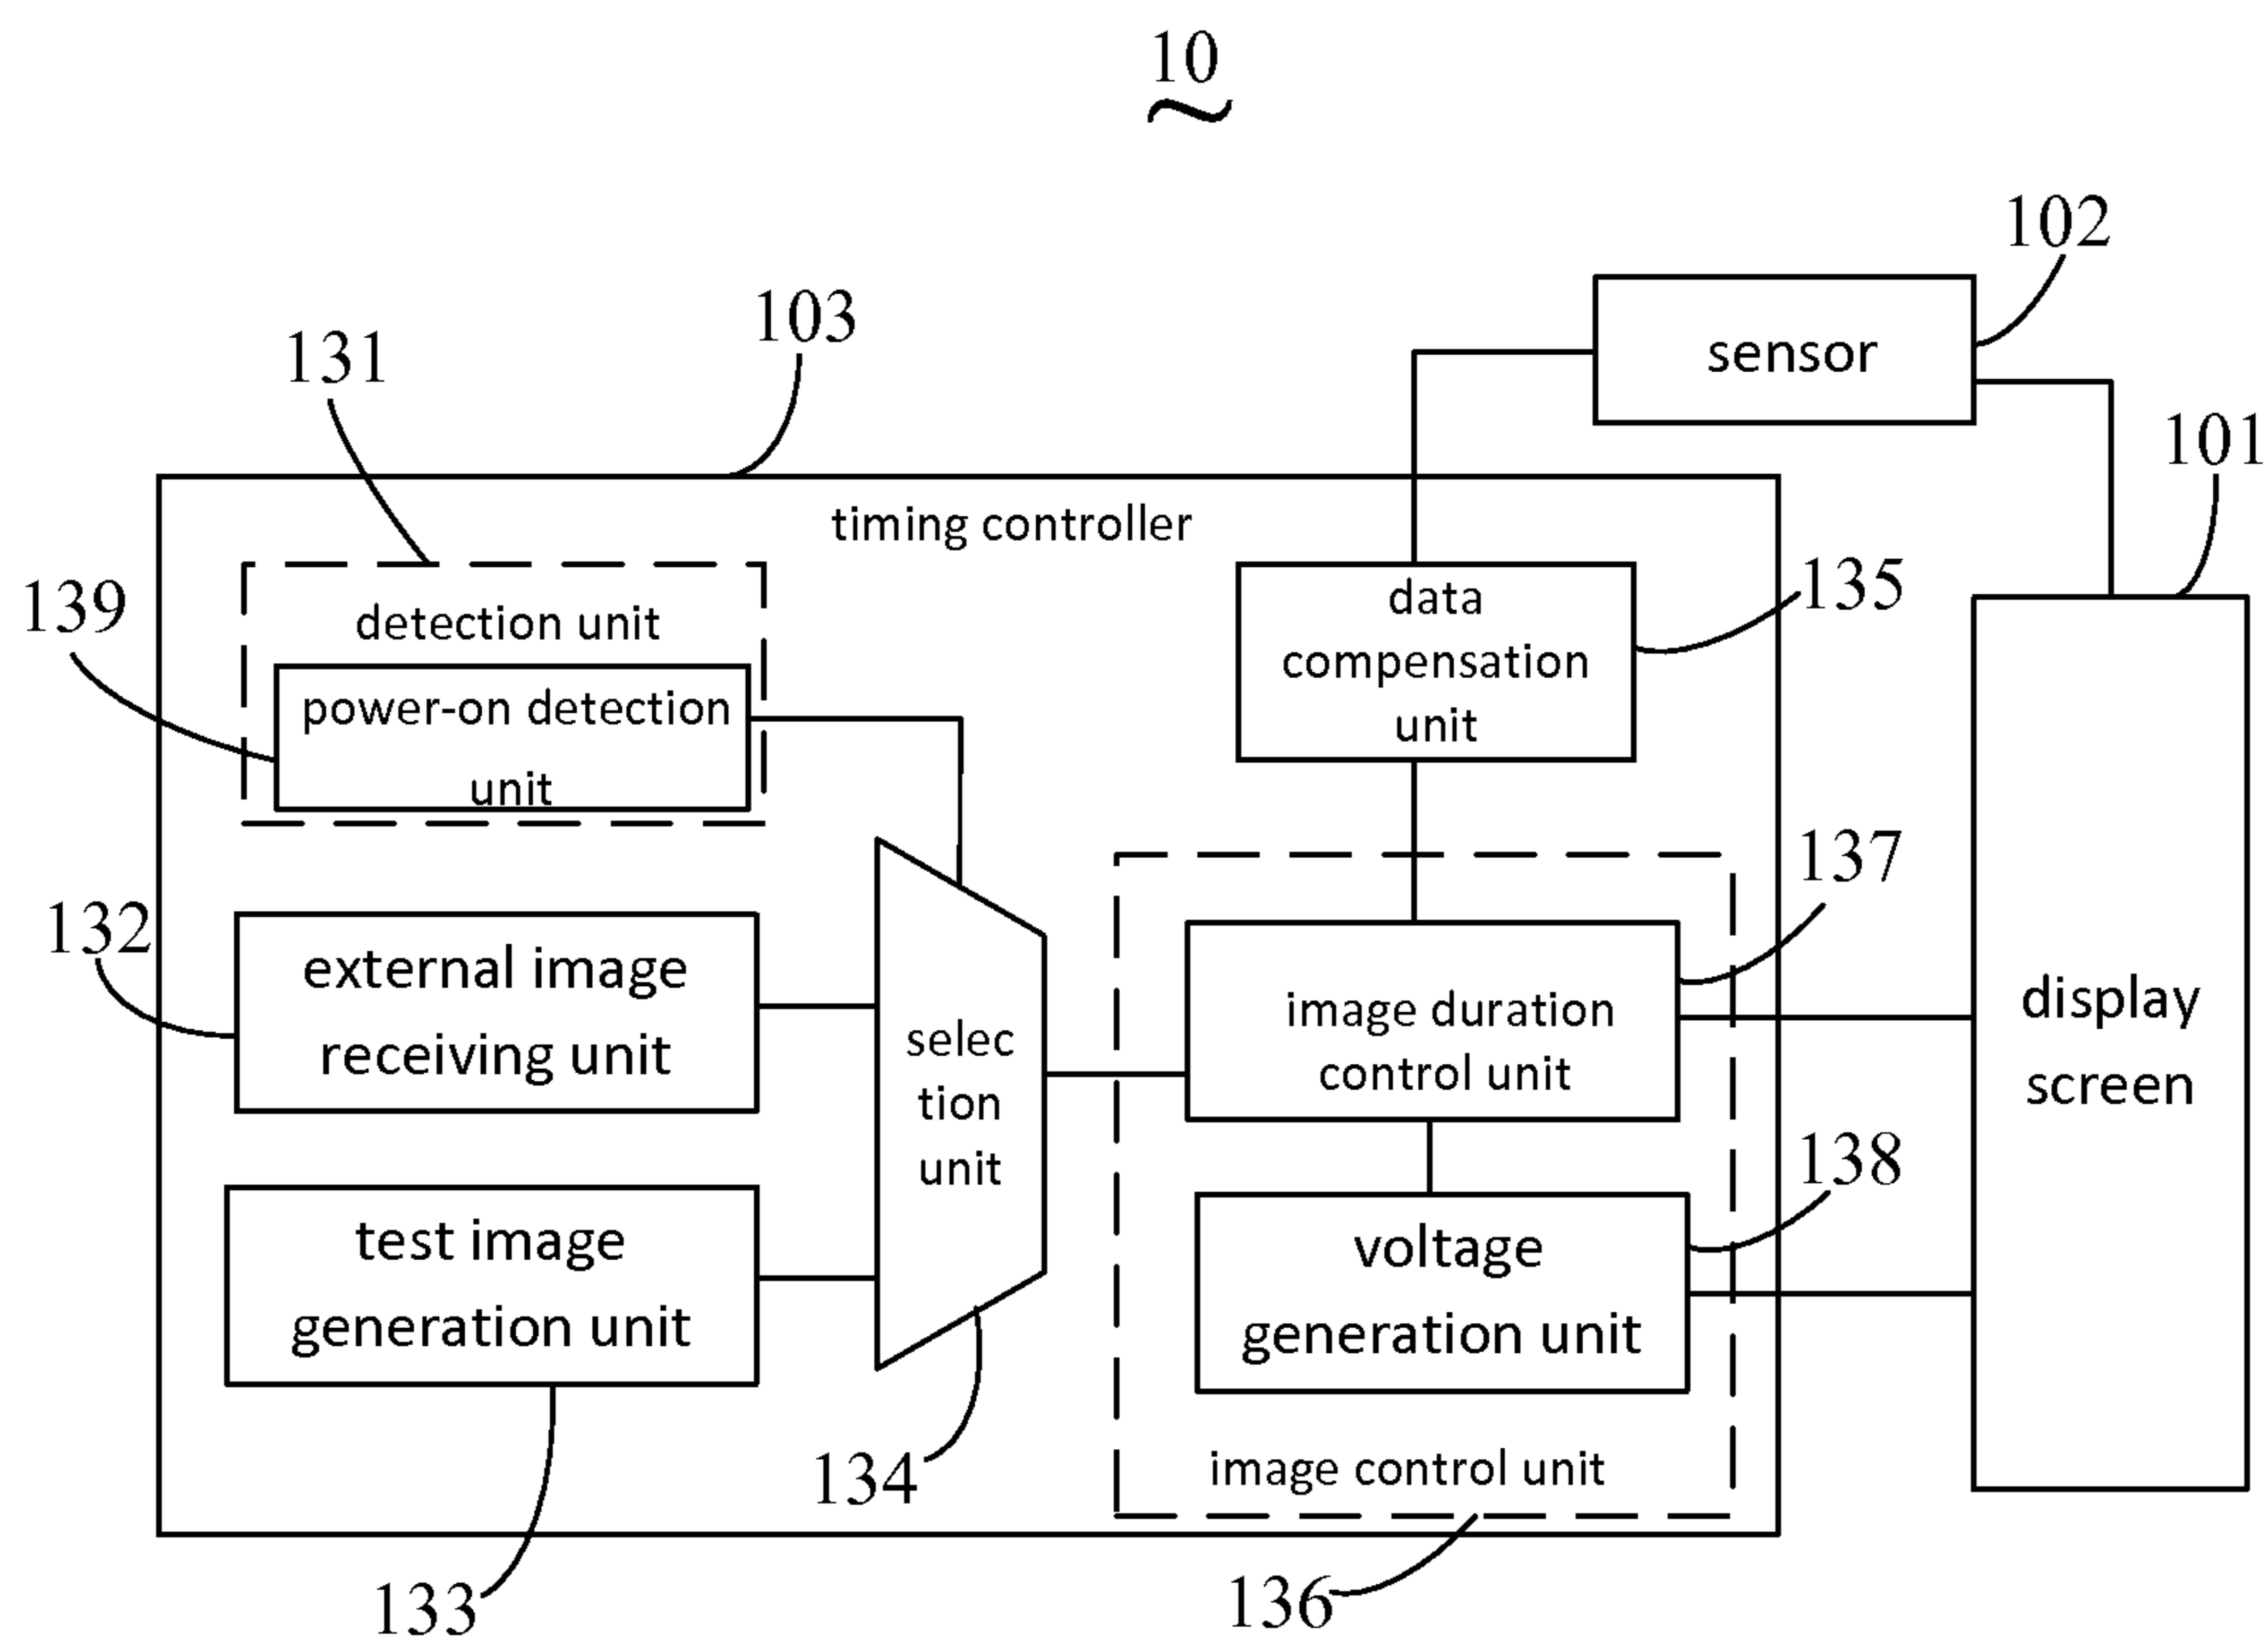 10
102
103
131
sensor
101
timing controller
139
detection unit
power-on detection
unit
data
compensation
unit
135
132
external image
receiving unit
selec
tion
unit
137
image duration
control unit
display
screen
test image
generation unit
138
voltage
generation unit
134
image control unit
133
136